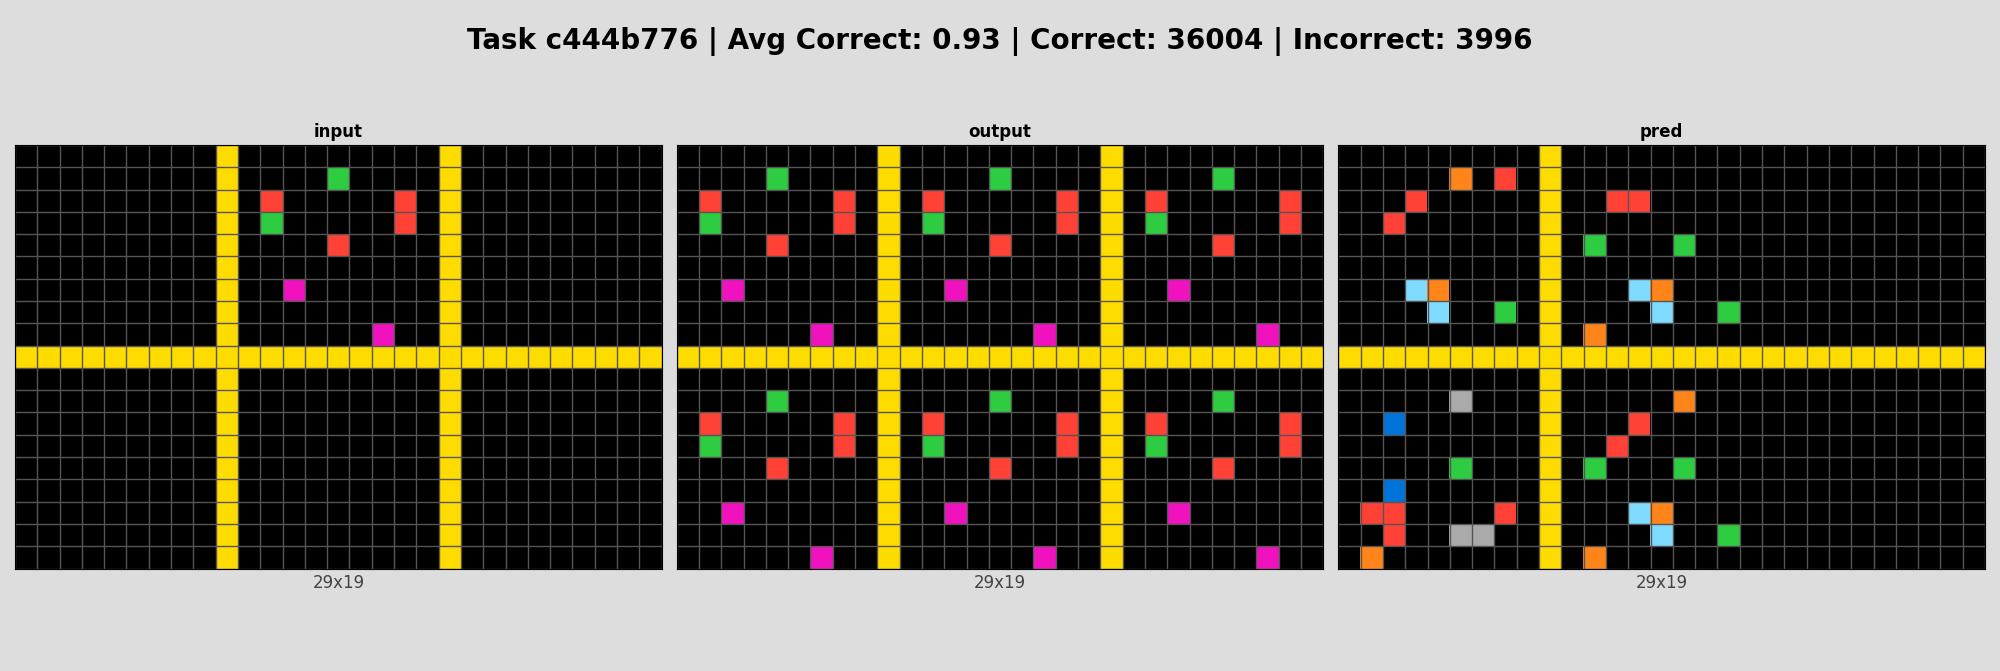 Task c444b776 | Avg Correct: 0.93 | Correct: 36004 | Incorrect: 3996
input
output
pred
29x19
29x19
29x19